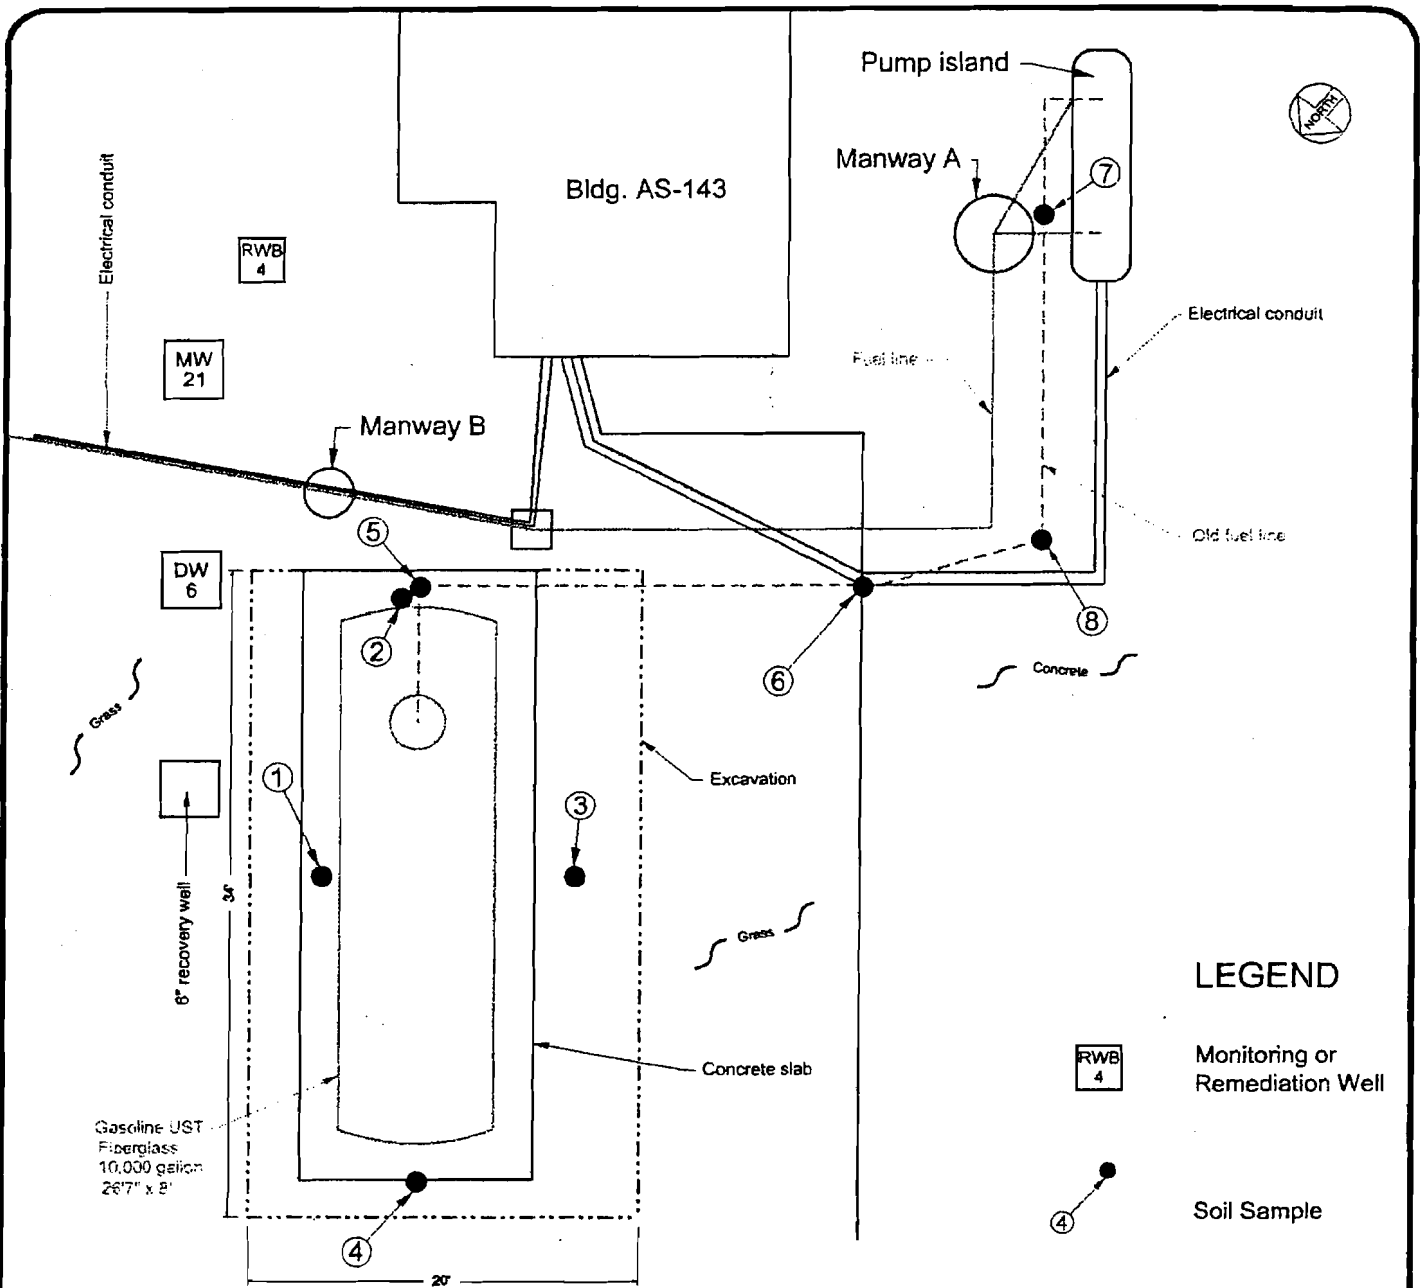 Pump island
NORTH
Manway A
7
Bldg. AS-143
Electrical conduit
RWB
4
Electrical conduit
MW
21
Fuel line
Manway B
5
Old fuel line
DW
6
2
8
6
Concrete
Grass
1
Excavation
3
34'
6" recovery well
Grass
LEGEND
Concrete slab
RWB
4
Monitoring or
Remediation Well
Gasoline UST
Fiberglass
10,000 gallon
26'7" x 8'
4
Soil Sample
4
20'